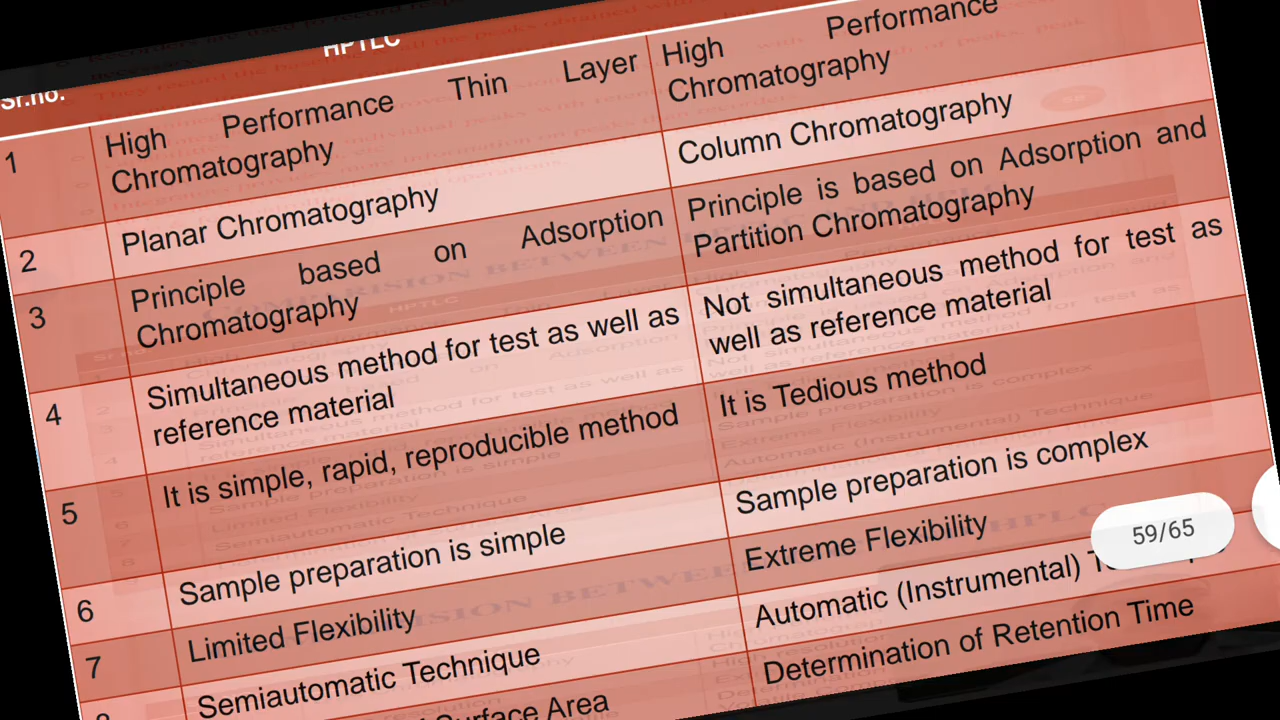 HPTLC
Sr.no.
1
High Performance Thin Layer
Chromatography
High Performance
Chromatography
2
Planar Chromatography
Column Chromatography
3
Principle based on Adsorption
Chromatography
Principle is based on Adsorption and
Partition Chromatography
4
Simultaneous method for test as well as
reference material
Not simultaneous method for test as
well as reference material
5
It is simple, rapid, reproducible method
It is Tedious method
6
Sample preparation is simple
Sample preparation is complex
7
Limited Flexibility
Extreme Flexibility
Semiautomatic Technique
Automatic (Instrumental)
Surface Area
Determination of Retention Time
59/65